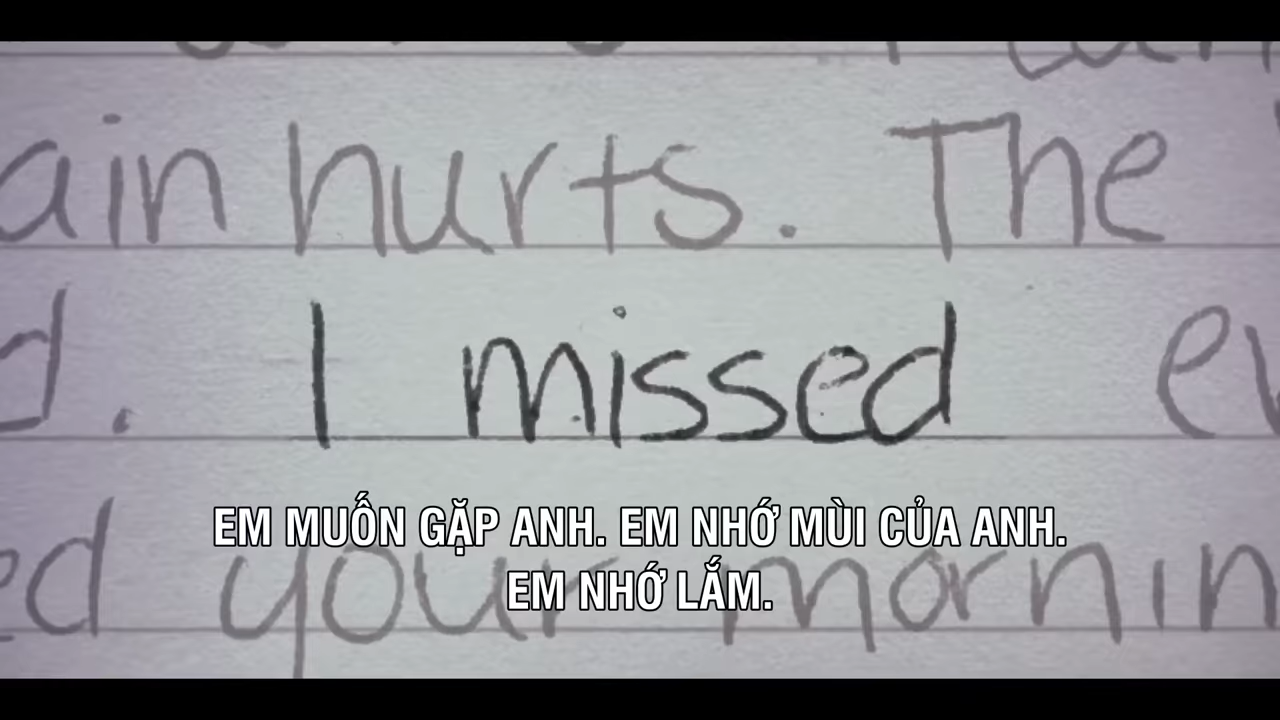 ain hurts. The
d. I missed ev
ed your mornin
EM MUỐN GẶP ANH. EM NHỚ MÙI CỦA ANH.
EM NHỚ LẮM.